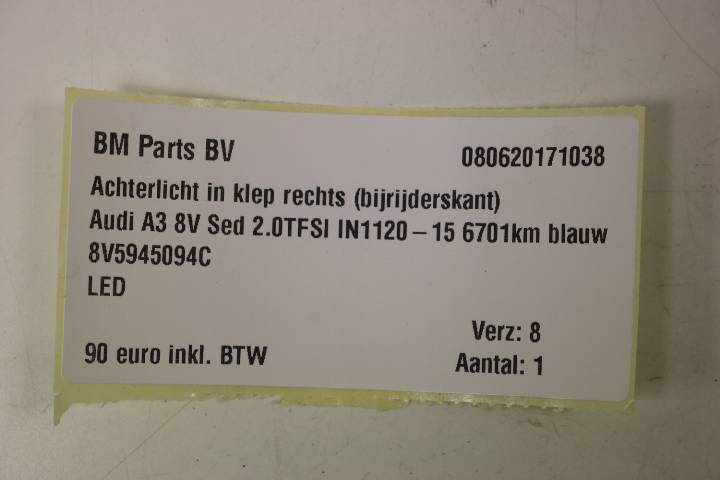 BM Parts BV 080620171038
Achterlicht in klep rechts (bijrijderskant)
Audi A3 8V Sed 2.0TFSI IN1120 – 15 6701km blauw
8V5945094C
LED
Verz: 8
90 euro inkl. BTW Aantal: 1